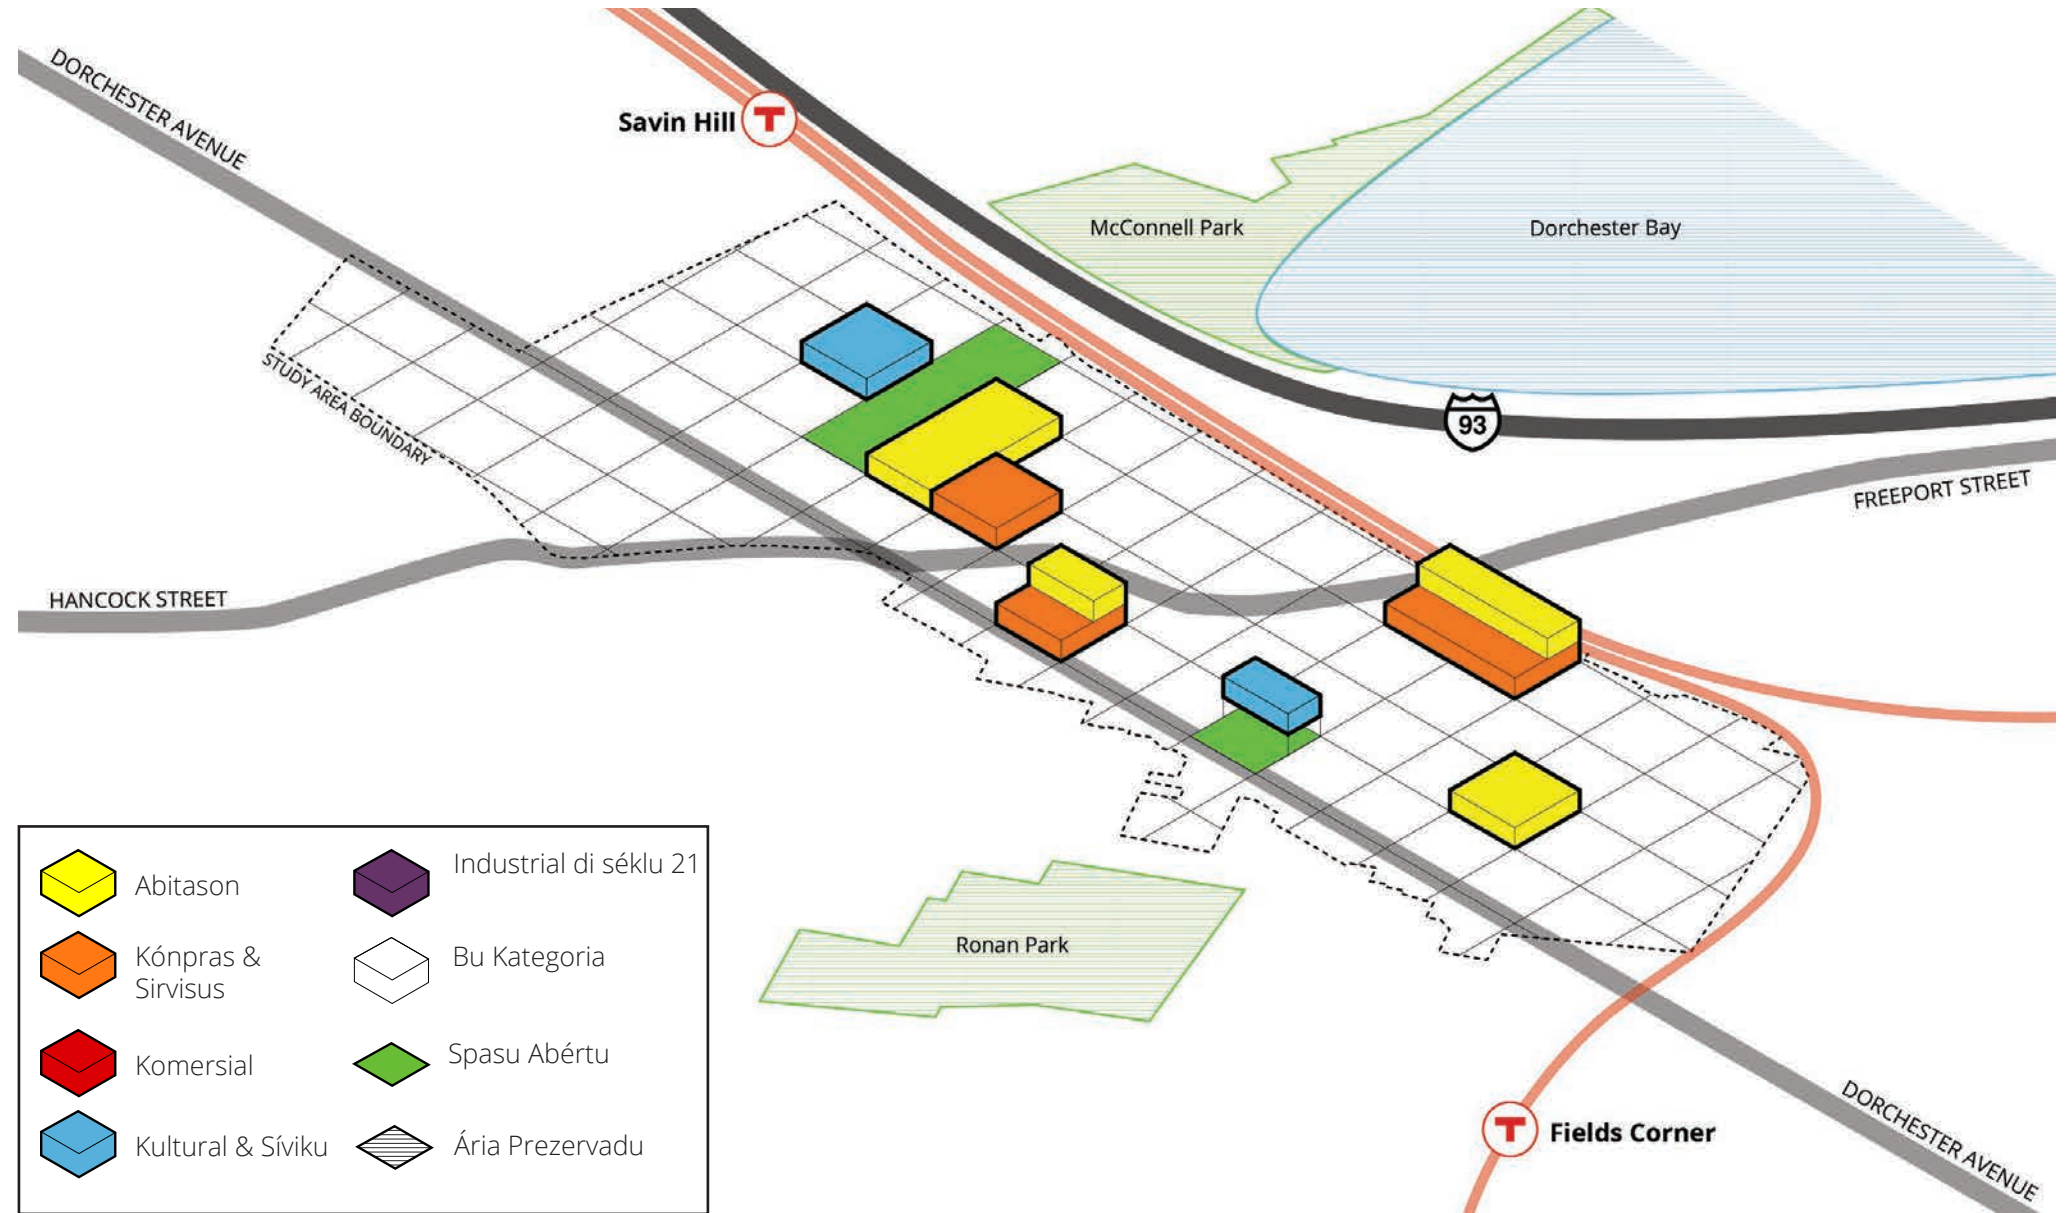 DORCHESTER AVENUE
Savin Hill
T
McConnell Park
Dorchester Bay
STUDY AREA BOUNDARY
93
FREEPORT STREET
HANCOCK STREET
Abitason
Industrial di séklu 21
Kónpras &
Sirvisus
Bu Kategoria
Komersial
Spasu Abértu
Kultural & Síviku
Ária Prezervadu
Ronan Park
T
Fields Corner
DORCHESTER AVENUE